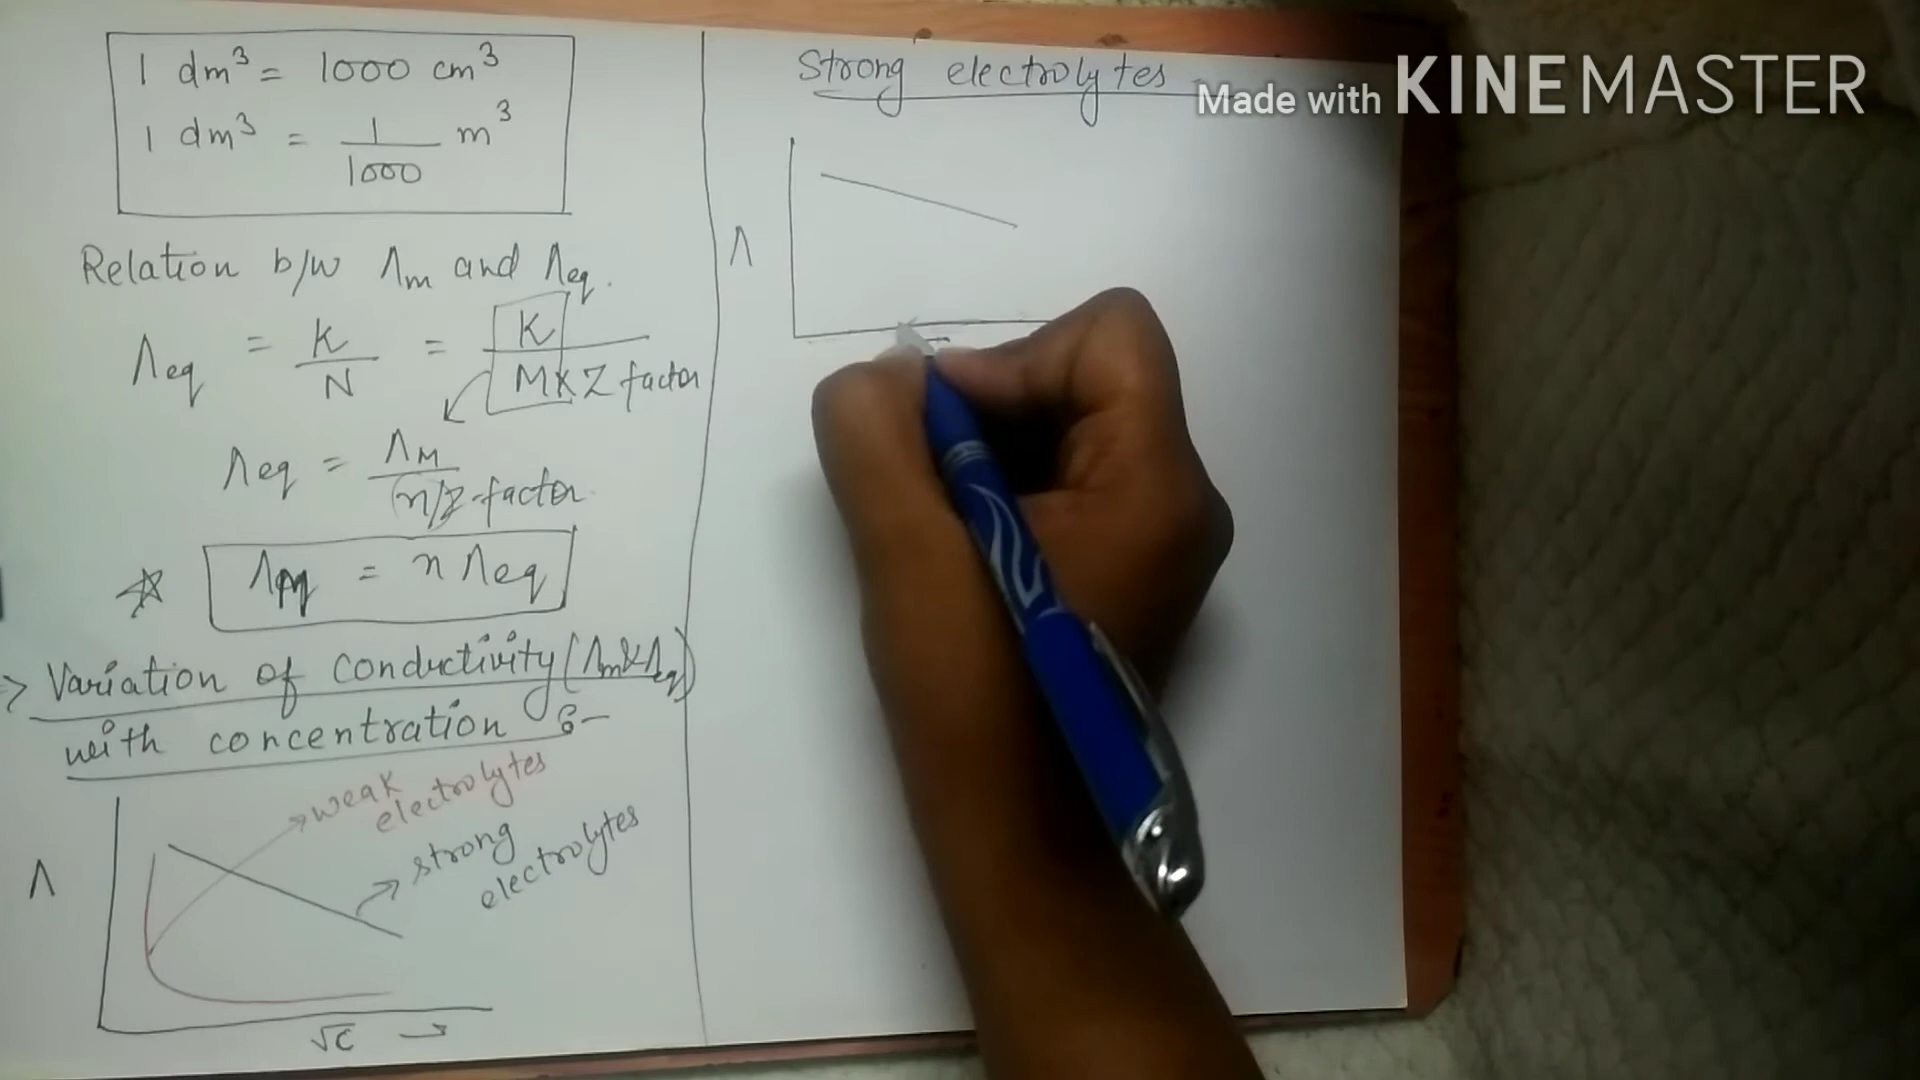 1 dm³ = 1000 cm³
1 dm³ = 1/1000 m³
Relation b/w Λm and Λeq.
Λeq = K/N = K/M×Z factor
Λeq = ΛM/(n/z-factor
Λm = n Λeq
> Variation of conductivity (Λm&Λeq)
with concentration :-
weak
electrolytes
strong
electrolytes
Λ
√c →
Strong electrolytes
Λ
Made with KINEMASTER